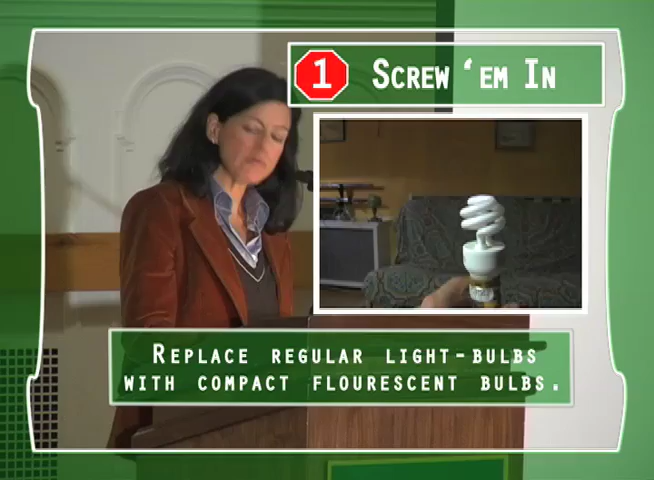 1 Screw 'em In
Replace regular light-bulbs
with compact flourescent bulbs.